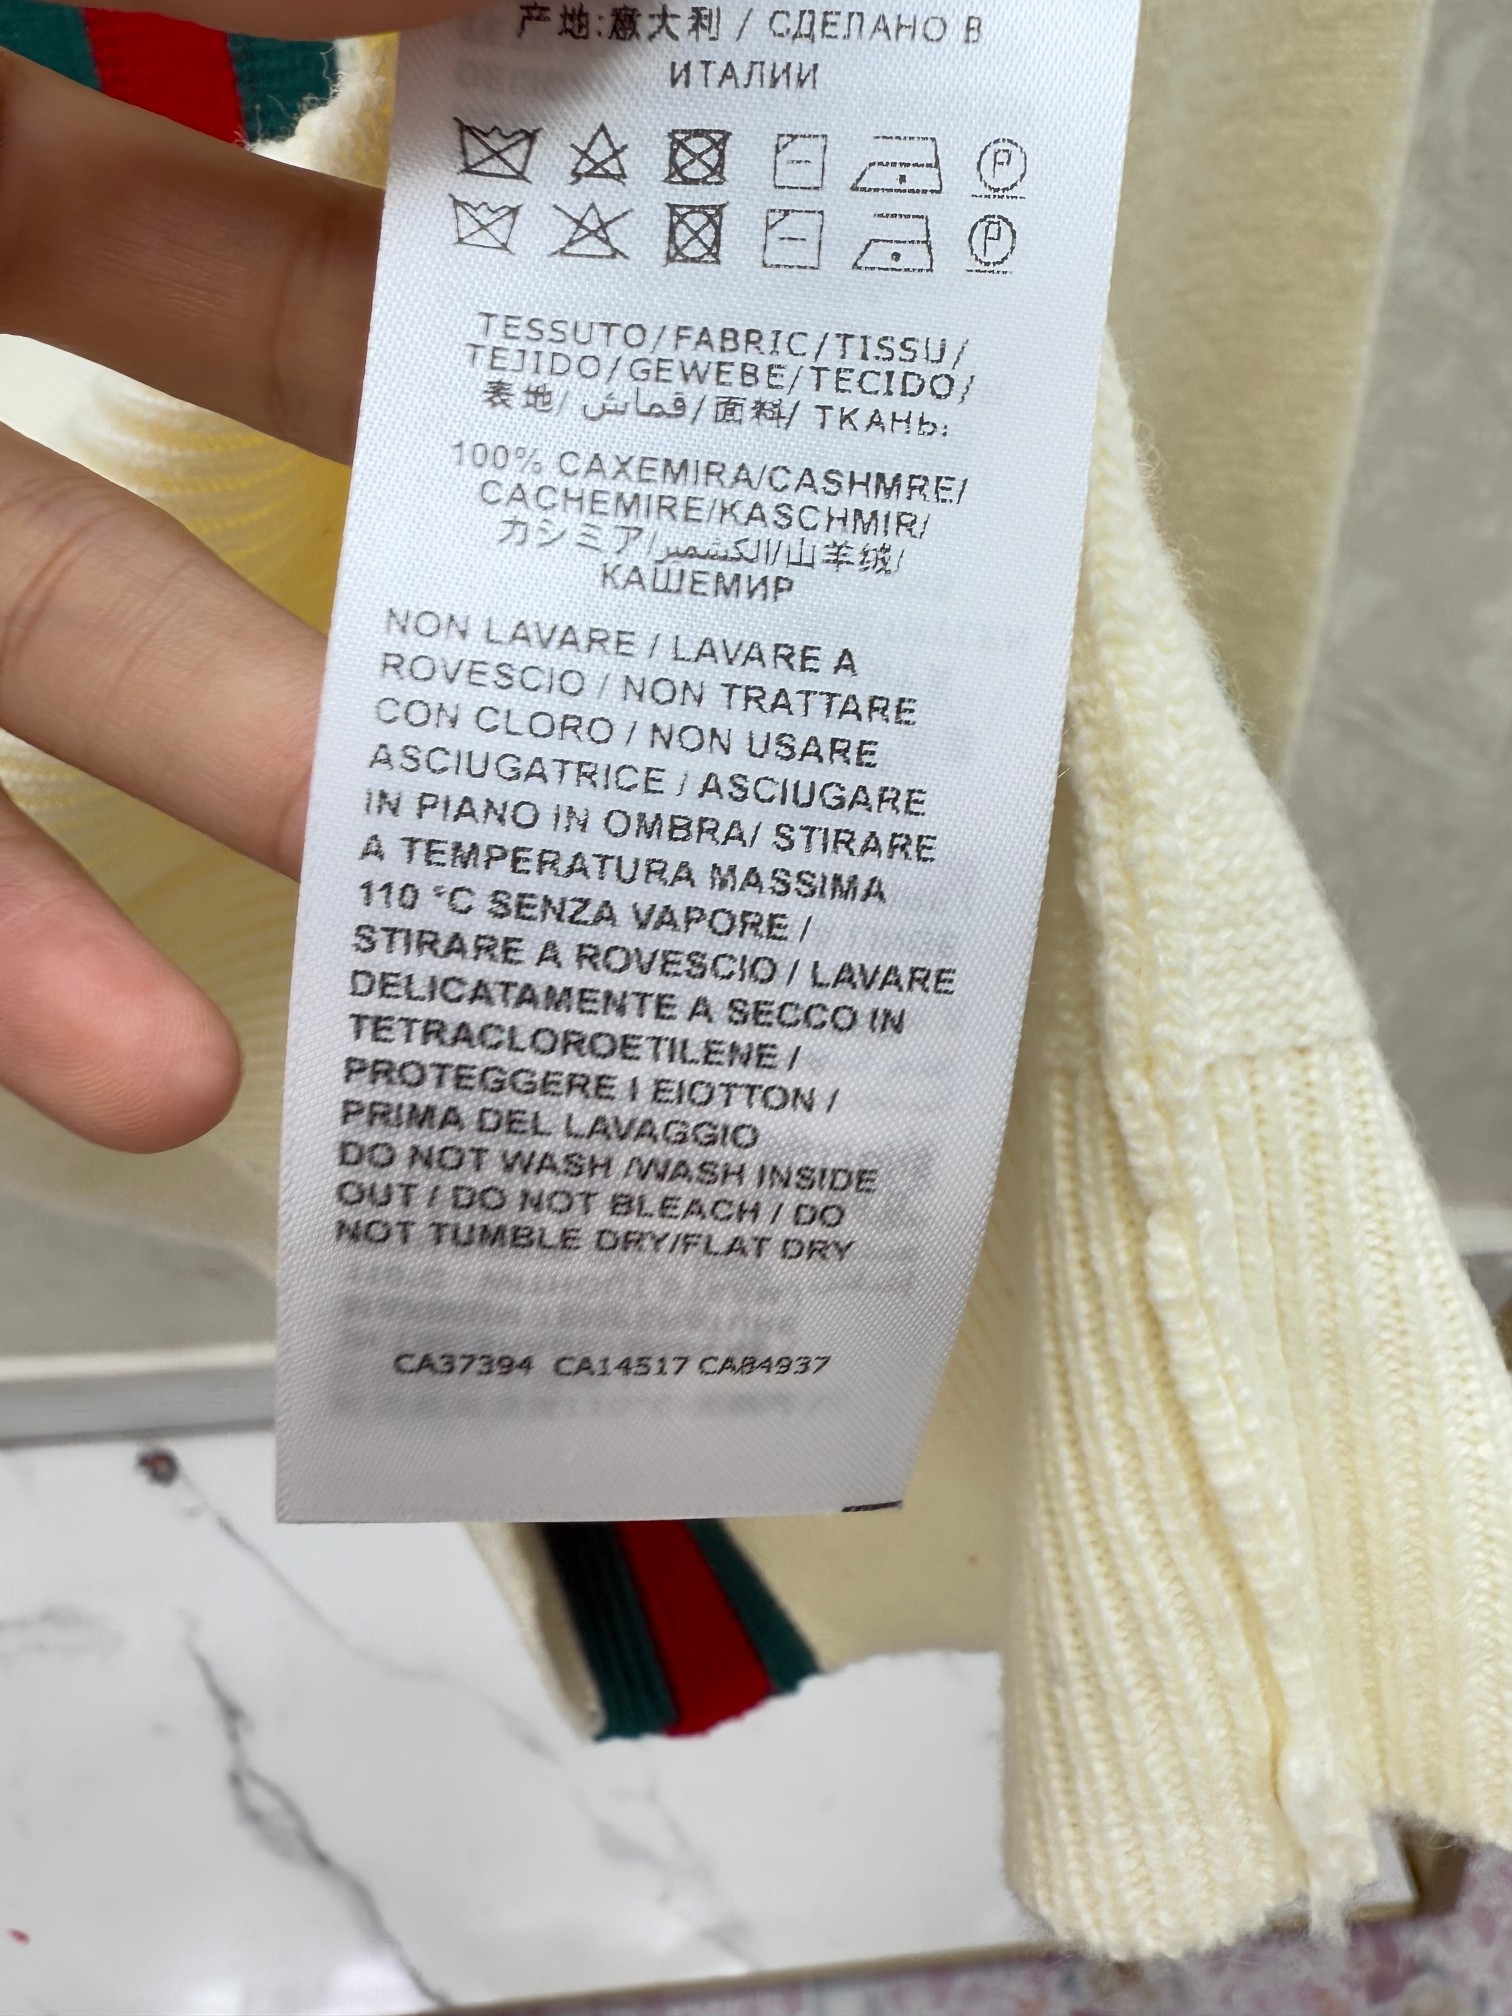 产地:意大利 / СДЕЛАНО В
ИТАЛИИ
TESSUTO/FABRIC/TISSU/
TEJIDO/GEWEBE/TECIDO/
表地/ قماش/面料/ ТКАНЬ:
100% CAXEMIRA/CASHMRE/
CACHEMIRE/KASCHMIR/
カシミア/الكشمير/山羊绒/
КАШЕМИР
NON LAVARE / LAVARE A
ROVESCIO / NON TRATTARE
CON CLORO / NON USARE
ASCIUGATRICE / ASCIUGARE
IN PIANO IN OMBRA/ STIRARE
A TEMPERATURA MASSIMA
110 °C SENZA VAPORE /
STIRARE A ROVESCIO / LAVARE
DELICATAMENTE A SECCO IN
TETRACLOROETILENE /
PROTEGGERE I EIOTTON /
PRIMA DEL LAVAGGIO
DO NOT WASH /WASH INSIDE
OUT / DO NOT BLEACH / DO
NOT TUMBLE DRY/FLAT DRY
CA37394 CA14517 CA84937